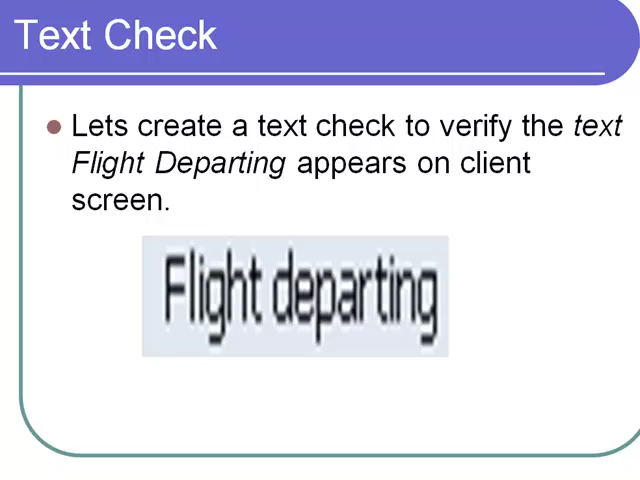 Text Check
Lets create a text check to verify the text
Flight Departing appears on client
screen.
Flight departing